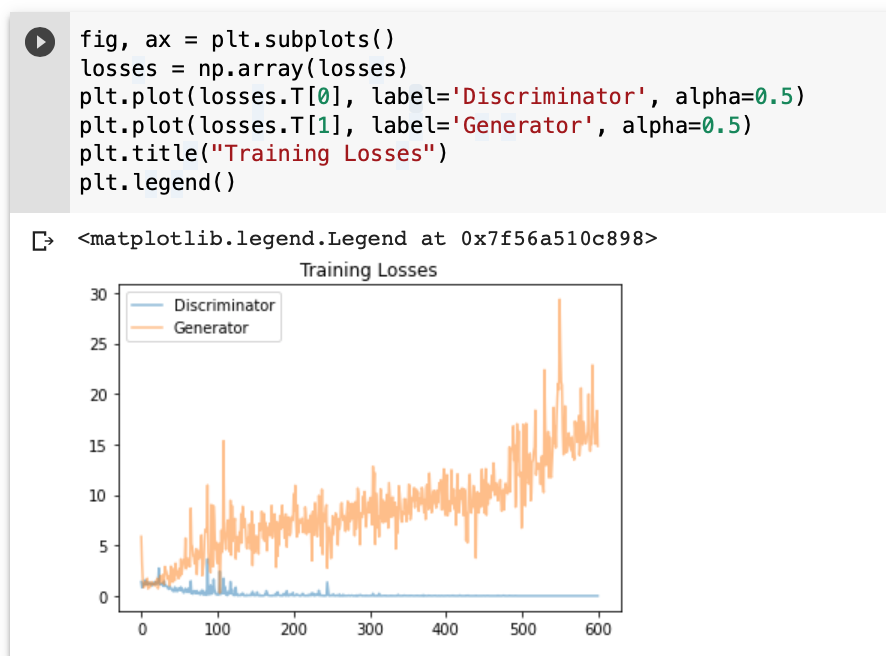 fig, ax = plt.subplots()
losses = np.array(losses)
plt.plot(losses.T[0], label='Discriminator', alpha=0.5)
plt.plot(losses.T[1], label='Generator', alpha=0.5)
plt.title("Training Losses")
plt.legend()
<matplotlib.legend.Legend at 0x7f56a510c898>
Training Losses
Discriminator
Generator
30
25
20
15
10
5
0
0 100 200 300 400 500 600